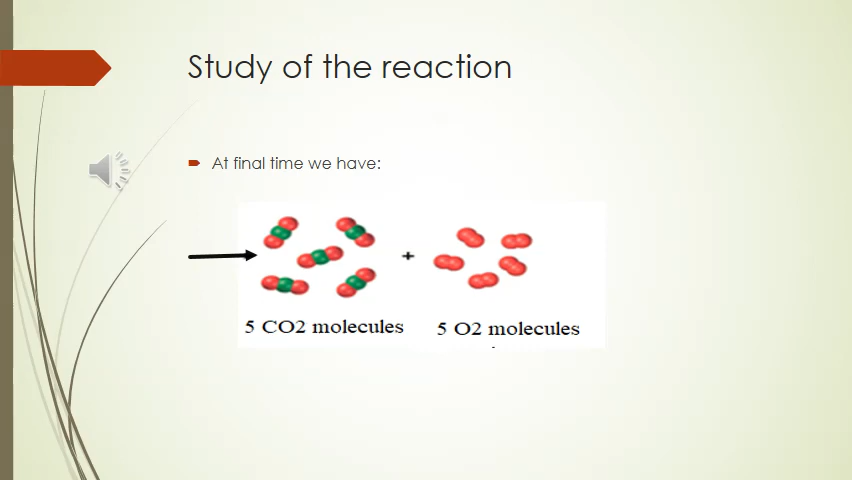 Study of the reaction
At final time we have:
+
5 CO2 molecules
5 O2 molecules